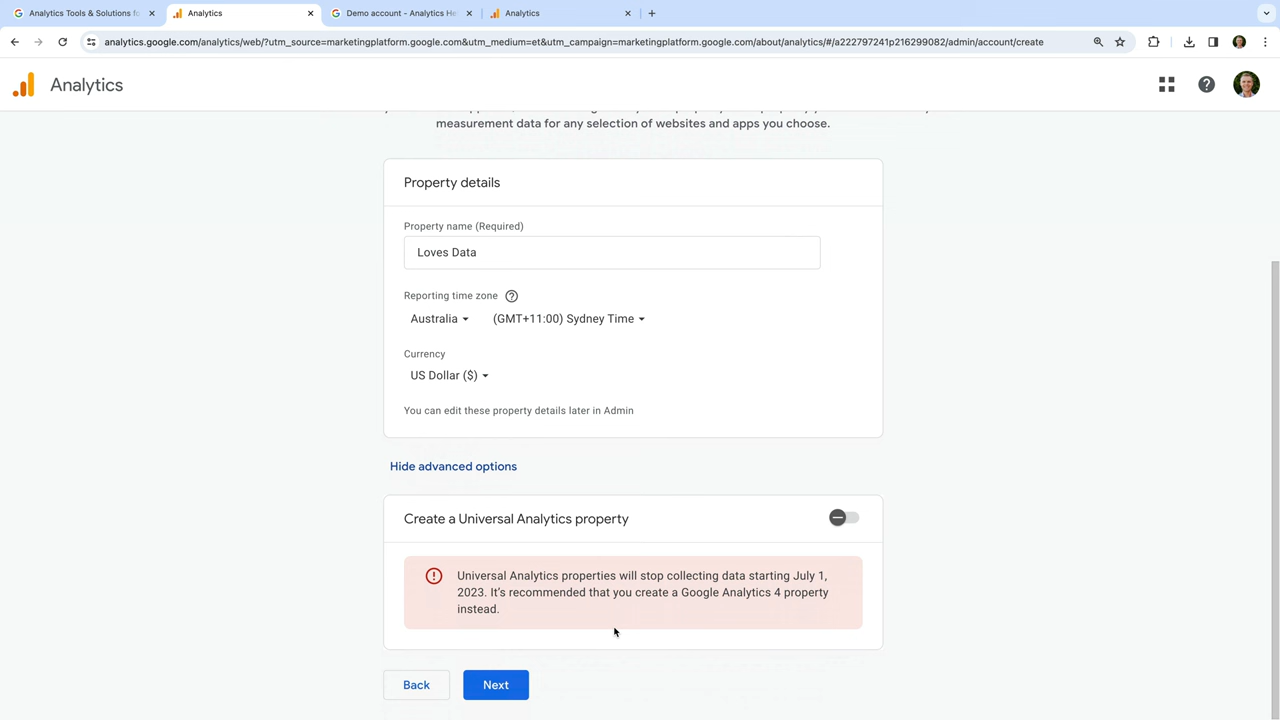 Analytics Tools & Solutions fo
Analytics
Demo account - Analytics He
Analytics
analytics.google.com/analytics/web/?utm_source=marketingplatform.google.com&utm_medium=et&utm_campaign=marketingplatform.google.com/about/analytics/#/a222797241p216299082/admin/account/create
Analytics
measurement data for any selection of websites and apps you choose.
Property details
Property name (Required)
Loves Data
Reporting time zone
Australia (GMT+11:00) Sydney Time
Currency
US Dollar ($)
You can edit these property details later in Admin
Hide advanced options
Create a Universal Analytics property
Universal Analytics properties will stop collecting data starting July 1,
2023. It's recommended that you create a Google Analytics 4 property
instead.
Back Next